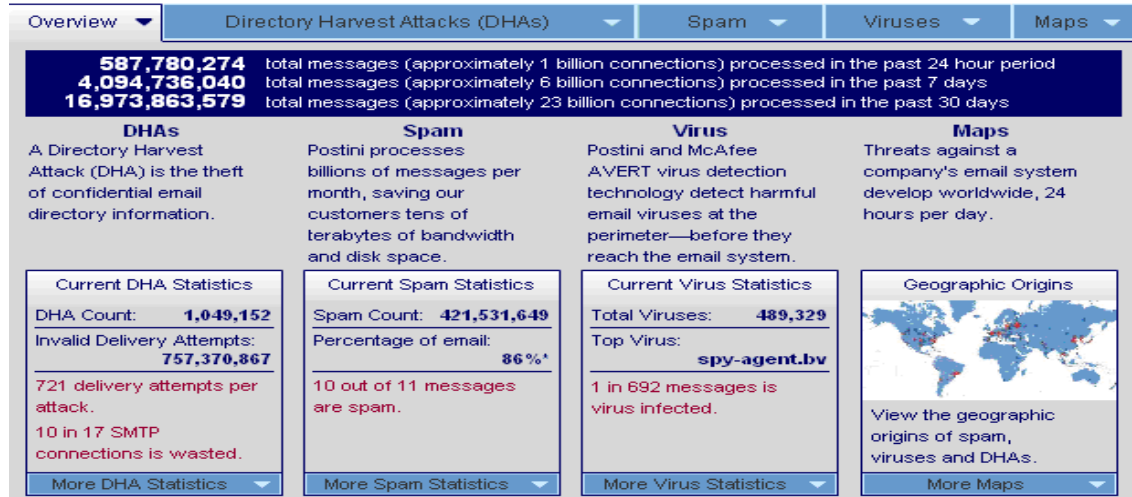 Overview
Directory Harvest Attacks (DHAs)
Spam
Viruses
Maps
587,780,274 total messages (approximately 1 billion connections) processed in the past 24 hour period
4,094,736,040 total messages (approximately 6 billion connections) processed in the past 7 days
16,973,863,579 total messages (approximately 23 billion connections) processed in the past 30 days
DHAs
A Directory Harvest
Attack (DHA) is the theft
of confidential email
directory information.
Spam
Postini processes
billions of messages per
month, saving our
customers tens of
terabytes of bandwidth
and disk space.
Virus
Postini and McAfee
AVERT virus detection
technology detect harmful
email viruses at the
perimeter—before they
reach the email system.
Maps
Threats against a
company's email system
develop worldwide, 24
hours per day.
Current DHA Statistics
DHA Count: 1,049,152
Invalid Delivery Attempts:
757,370,867
721 delivery attempts per
attack.
10 in 17 SMTP
connections is wasted.
More DHA Statistics
Current Spam Statistics
Spam Count: 421,531,649
Percentage of email:
86%*
10 out of 11 messages
are spam.
More Spam Statistics
Current Virus Statistics
Total Viruses: 489,329
Top Virus:
spy-agent.bv
1 in 692 messages is
virus infected.
More Virus Statistics
Geographic Origins
View the geographic
origins of spam,
viruses and DHAs.
More Maps